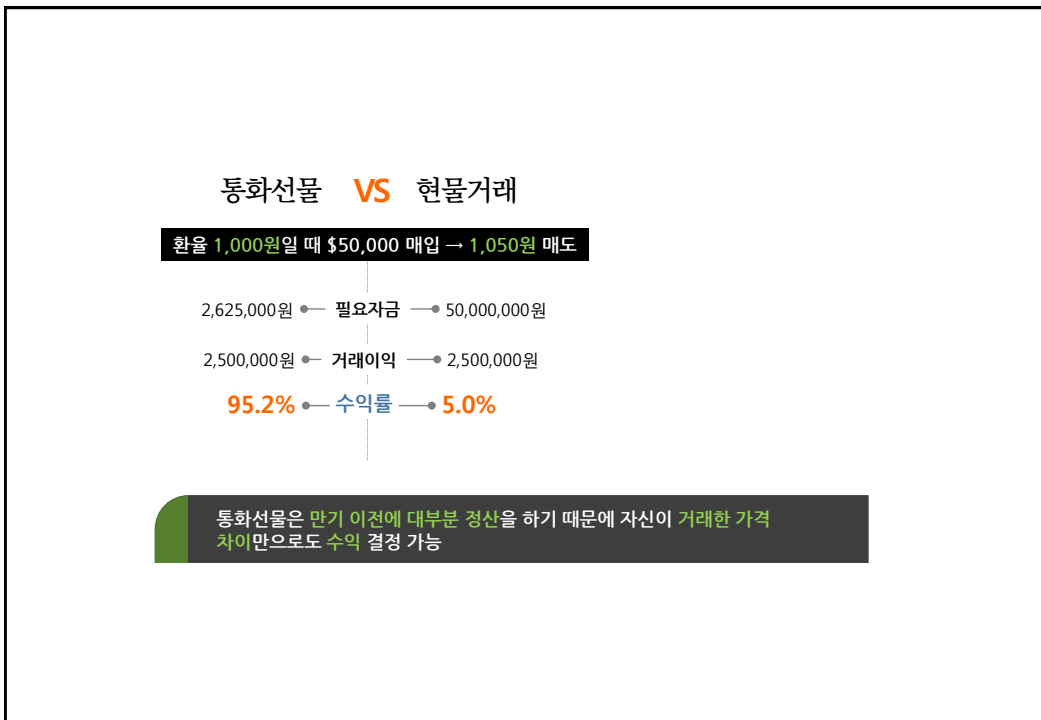 통화선물 VS 현물거래
환율 1,000원일 때 $50,000 매입 → 1,050원 매도
2,625,000원 필요자금 50,000,000원
2,500,000원 거래이익 2,500,000원
95.2% 수익률 5.0%
통화선물은 만기 이전에 대부분 정산을 하기 때문에 자신이 거래한 가격
차이만으로도 수익 결정 가능